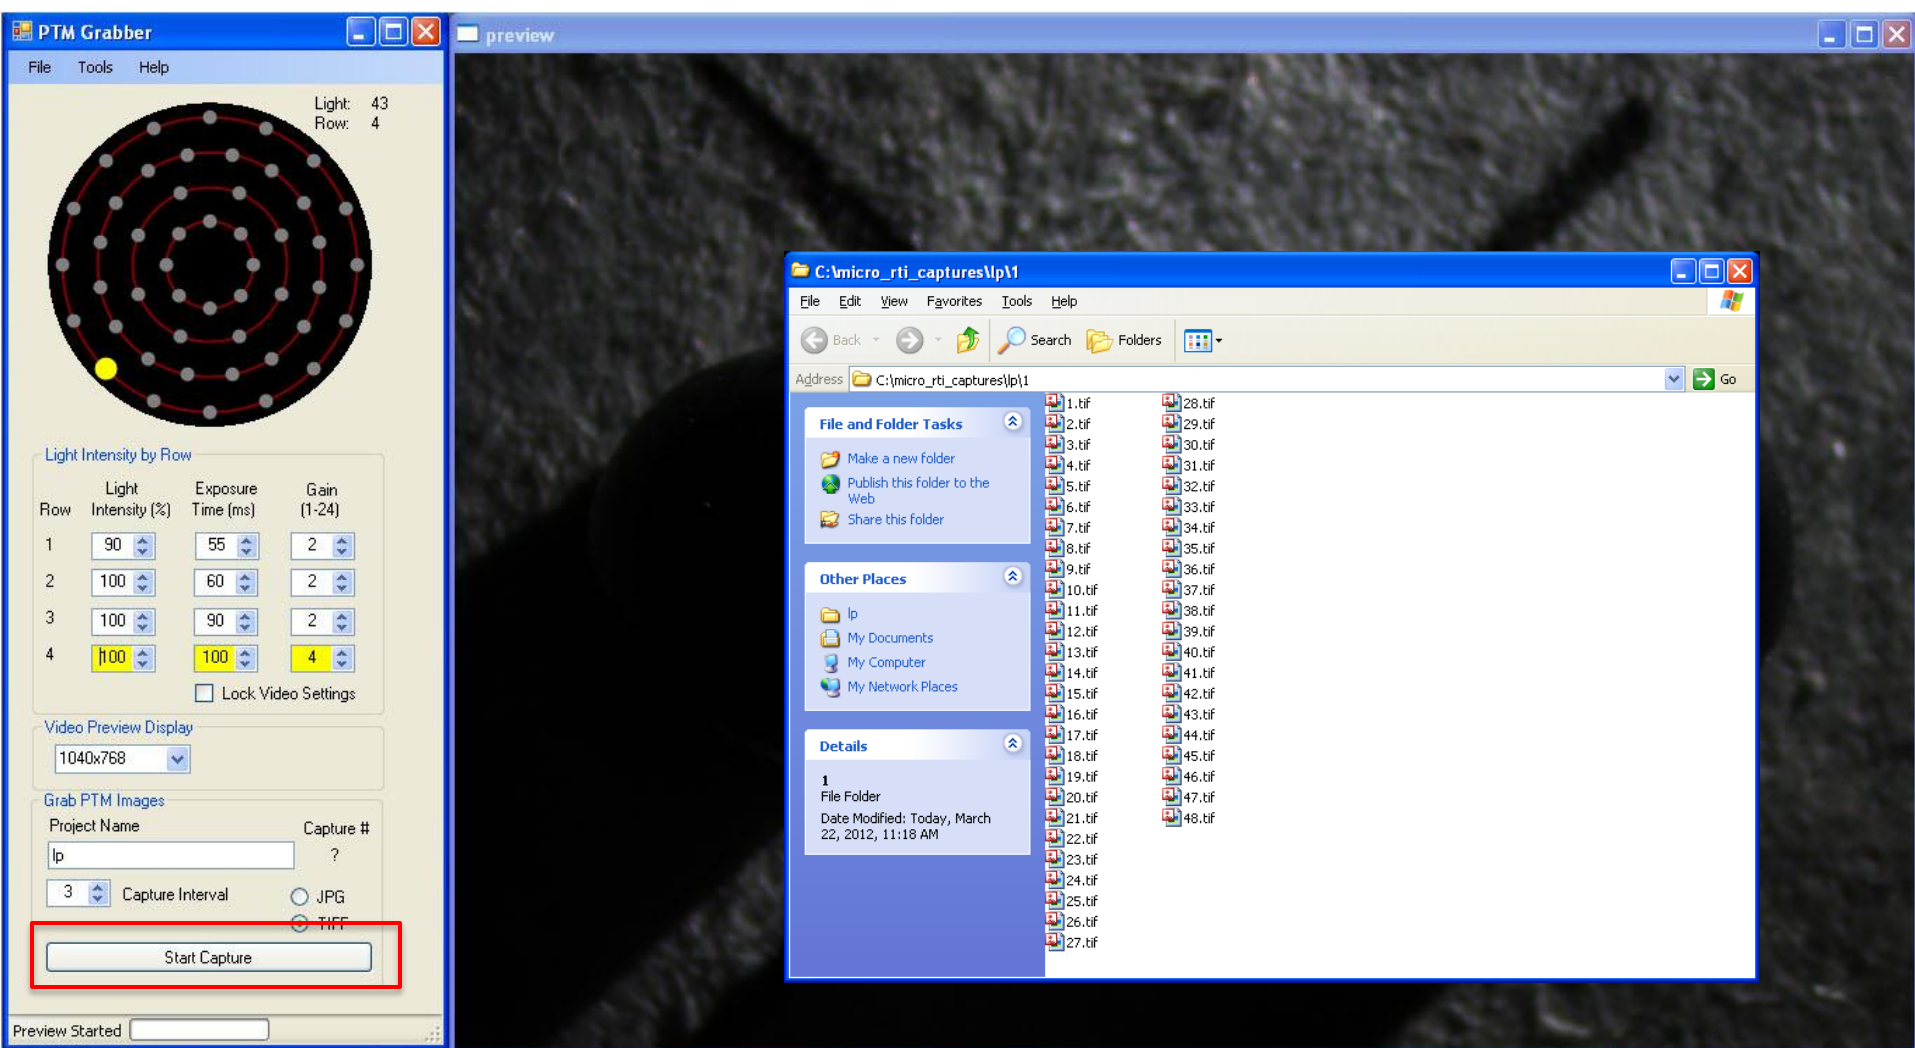 PTM Grabber
File Tools Help
Light: 43
Row: 4
Light Intensity by Row
Row Light Intensity (%) Exposure Time (ms) Gain (1-24)
1 90 55 2
2 100 60 2
3 100 90 2
4 100 100 4
Lock Video Settings
Video Preview Display
1040x768
Grab PTM Images
Project Name Capture #
lp ?
3 Capture Interval JPG
TIFF
Start Capture
Preview Started
preview
C:\micro_rti_captures\lp\1
File Edit View Favorites Tools Help
Back Search Folders
Address C:\micro_rti_captures\lp\1 Go
File and Folder Tasks
Make a new folder
Publish this folder to the
Web
Share this folder
Other Places
lp
My Documents
My Computer
My Network Places
Details
1
File Folder
Date Modified: Today, March
22, 2012, 11:18 AM
1.tif
2.tif
3.tif
4.tif
5.tif
6.tif
7.tif
8.tif
9.tif
10.tif
11.tif
12.tif
13.tif
14.tif
15.tif
16.tif
17.tif
18.tif
19.tif
20.tif
21.tif
22.tif
23.tif
24.tif
25.tif
26.tif
27.tif
28.tif
29.tif
30.tif
31.tif
32.tif
33.tif
34.tif
35.tif
36.tif
37.tif
38.tif
39.tif
40.tif
41.tif
42.tif
43.tif
44.tif
45.tif
46.tif
47.tif
48.tif